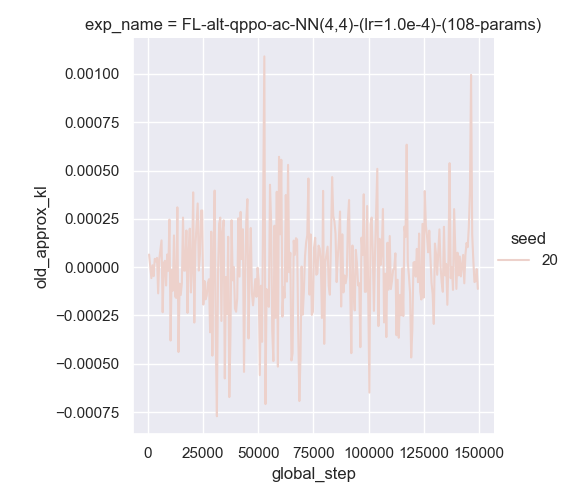 exp_name = FL-alt-qppo-ac-NN(4,4)-(lr=1.0e-4)-(108-params)
0.00100
0.00075
0.00050
0.00025
0.00000
−0.00025
−0.00050
−0.00075
old_approx_kl
0 25000 50000 75000 100000 125000 150000
global_step
seed
20